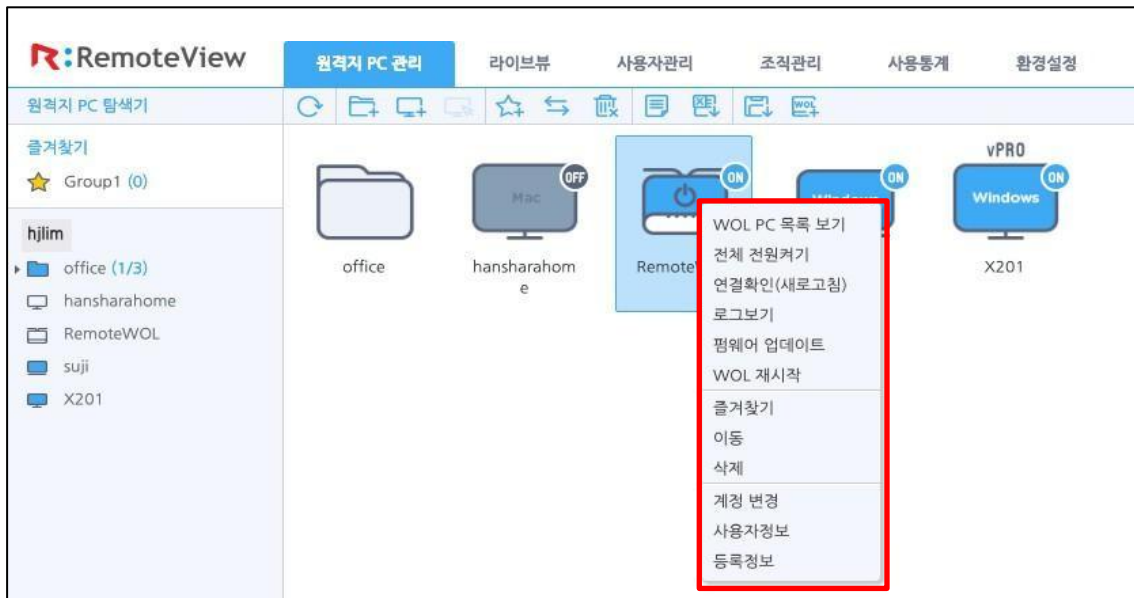 R:RemoteView
원격지 PC 관리 라이브뷰 사용자관리 조직관리 사용통계 환경설정
원격지 PC 탐색기
WOL
즐겨찾기
Group1 (0)
hjlim
office (1/3)
hansharahome
RemoteWOL
suji
X201
office
Mac
OFF
hansharahom
e
ON
Remote
ON
vPRO
Windows
ON
X201
WOL PC 목록 보기
전체 전원켜기
연결확인(새로고침)
로그보기
펌웨어 업데이트
WOL 재시작
즐겨찾기
이동
삭제
계정 변경
사용자정보
등록정보